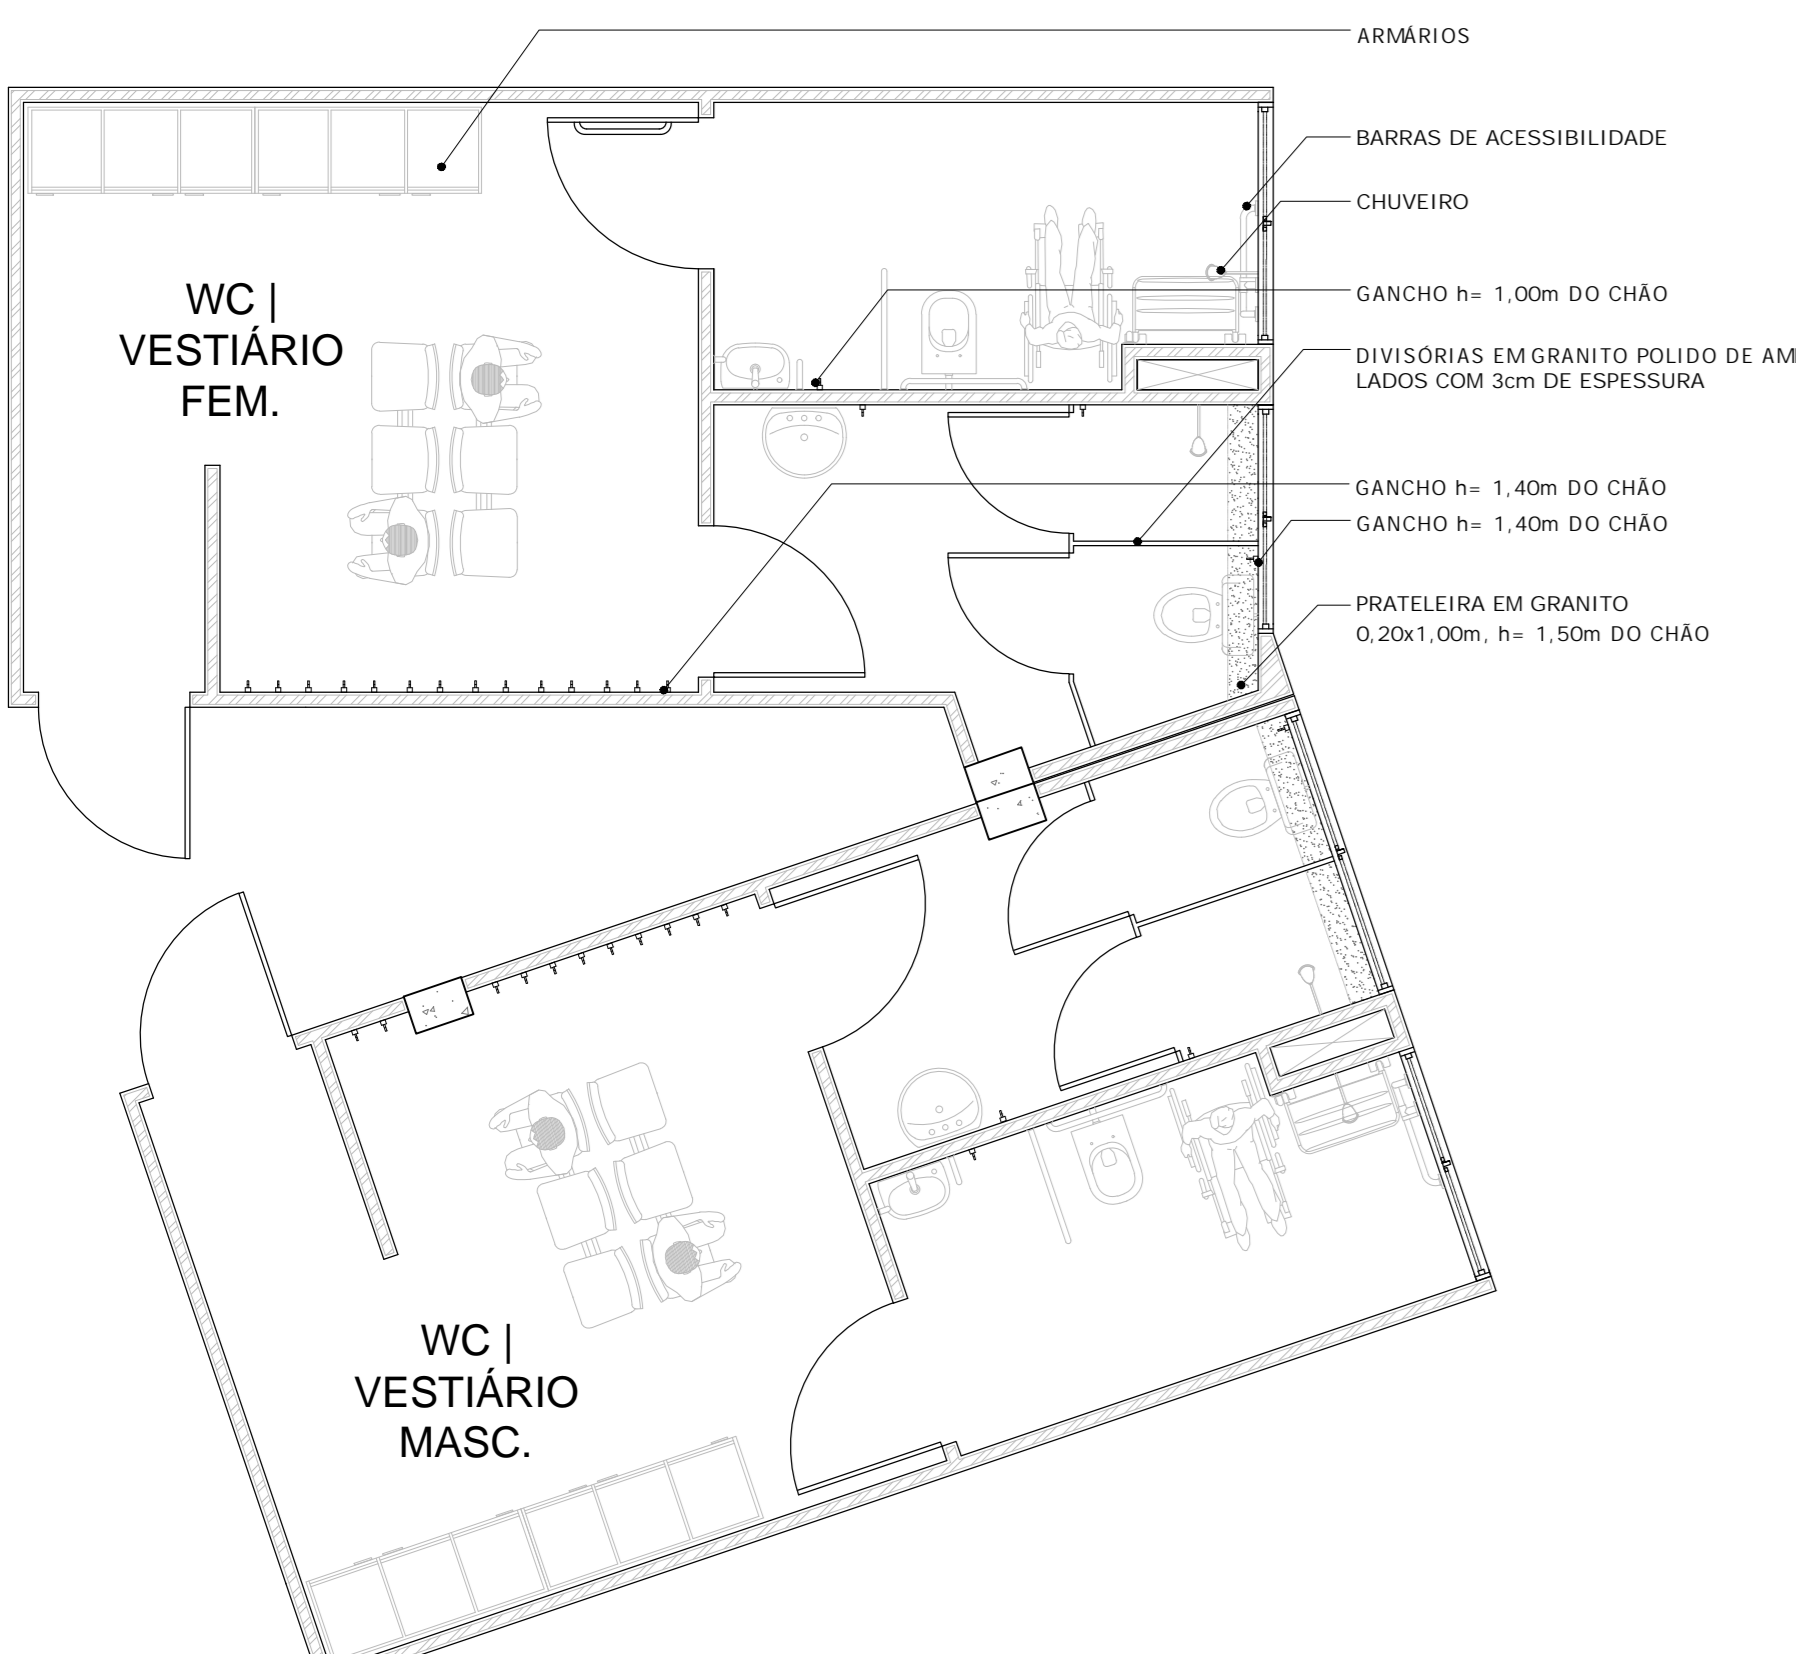 ARMÁRIOS
BARRAS DE ACESSIBILIDADE
CHUVEIRO
GANCHO h= 1,00m DO CHÃO
DIVISÓRIAS EM GRANITO POLIDO DE
LADOS COM 3cm DE ESPESSURA
GANCHO h= 1,40m DO CHÃO
GANCHO h= 1,40m DO CHÃO
PRATELEIRA EM GRANITO
0,20x1,00m, h= 1,50m DO CHÃO
WC |
VESTIÁRIO
FEM.
WC |
VESTIÁRIO
MASC.